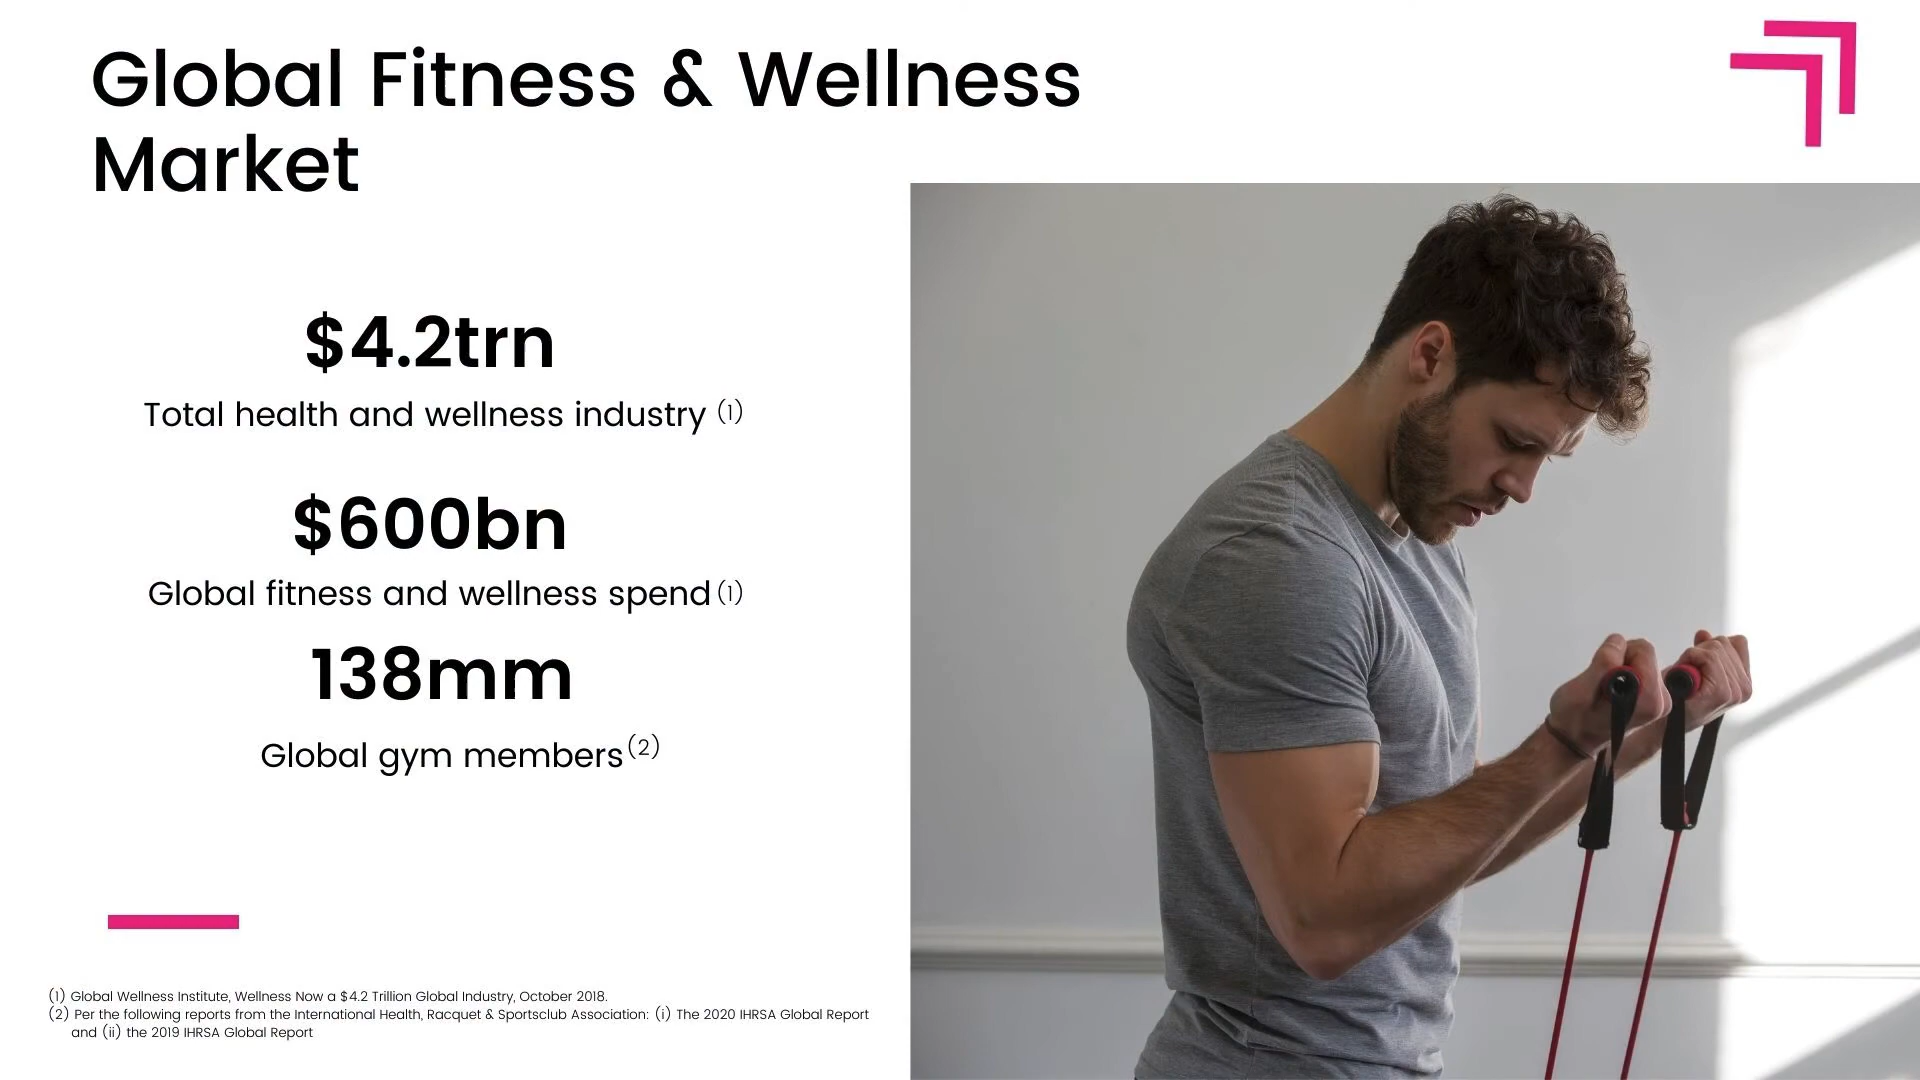 Global Fitness & Wellness
Market
$4.2trn
Total health and wellness industry (1)
$600bn
Global fitness and wellness spend (1)
138mm
Global gym members (2)
(1) Global Wellness Institute, Wellness Now a $4.2 Trillion Global Industry, October 2018.
(2) Per the following reports from the International Health, Racquet & Sportsclub Association: (i) The 2020 IHRSA Global Report
and (ii) the 2019 IHRSA Global Report